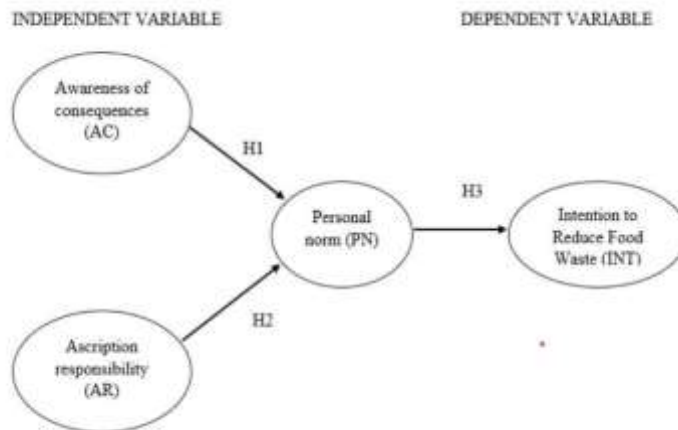 INDEPENDENT VARIABLE
DEPENDENT VARIABLE
Awareness of
consequences
(AC)
H1
Personal
norm (PN)
H3
Intention to
Reduce Food
Waste (INT)
H2
Ascription
responsibility
(AR)